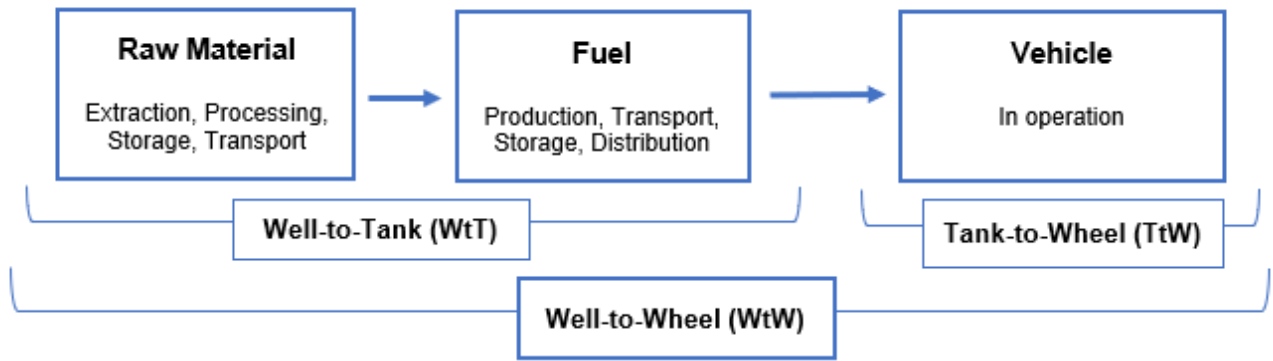 Raw Material
Extraction, Processing,
Storage, Transport
Fuel
Production, Transport,
Storage, Distribution
Vehicle
In operation
Well-to-Tank (WtT)
Tank-to-Wheel (TtW)
Well-to-Wheel (WtW)